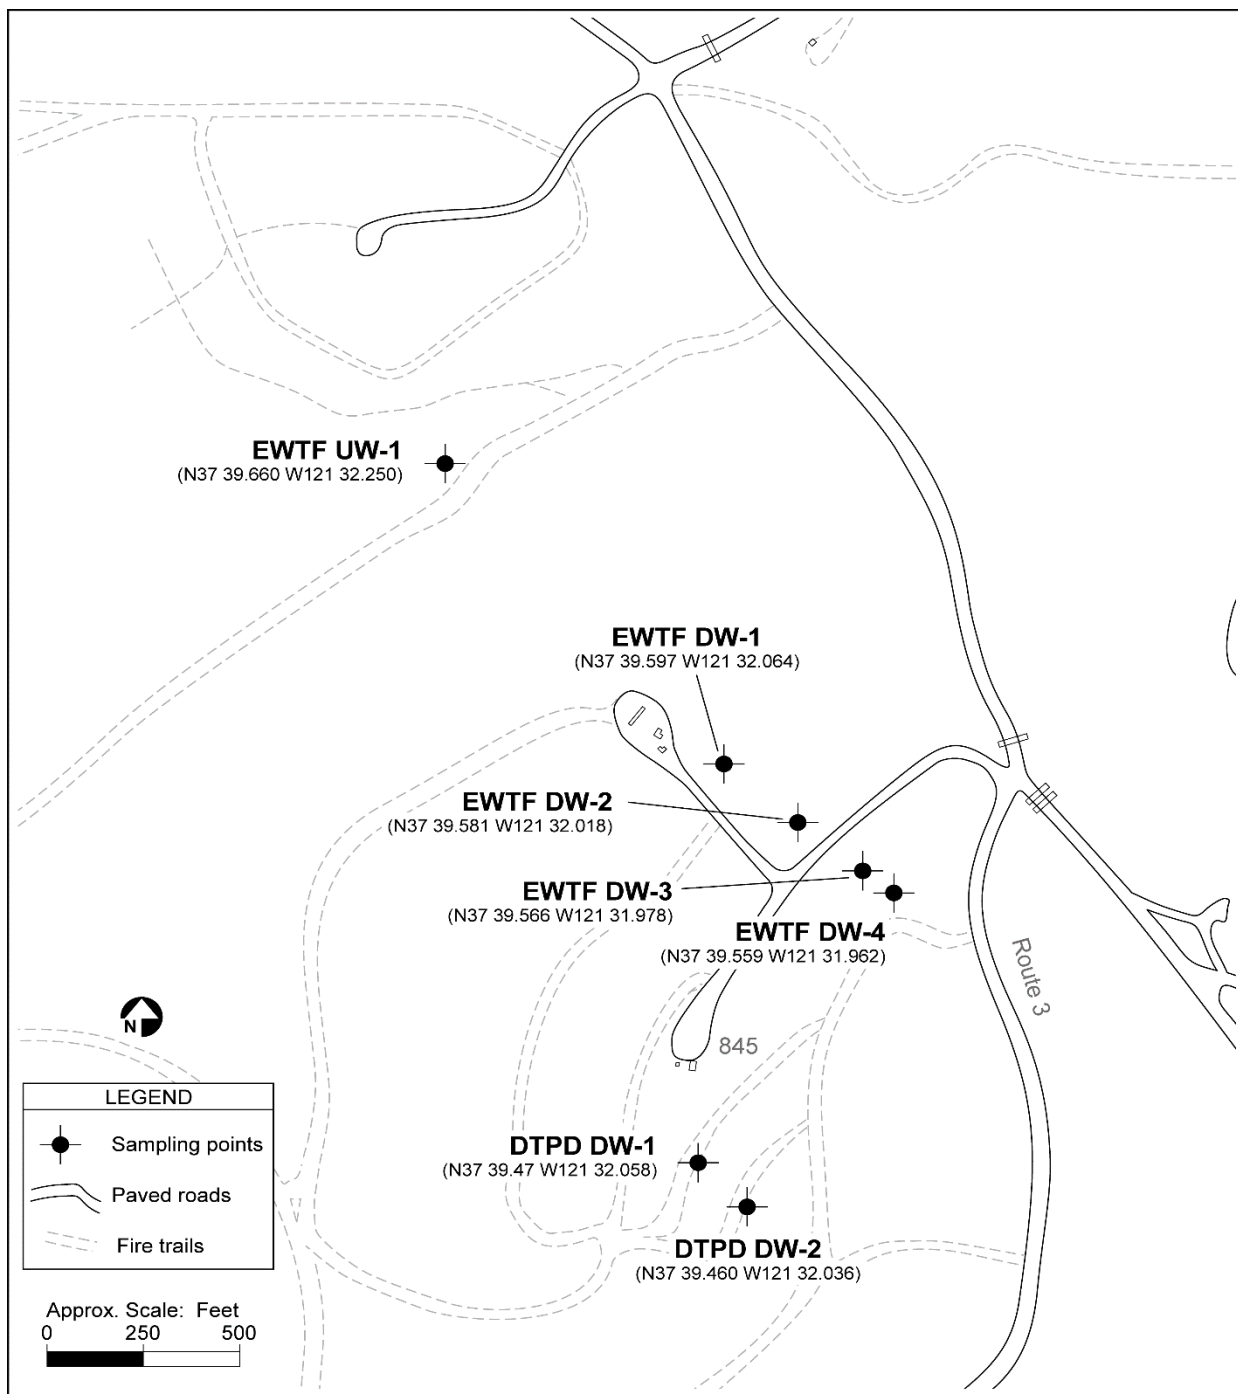 EWTF UW-1
(N37 39.660 W121 32.250)
EWTF DW-1
(N37 39.597 W121 32.064)
EWTF DW-2
(N37 39.581 W121 32.018)
EWTF DW-3
(N37 39.566 W121 31.978)
EWTF DW-4
(N37 39.559 W121 31.962)
Route 3
N
845
LEGEND
Sampling points
Paved roads
Fire trails
DTPD DW-1
(N37 39.47 W121 32.058)
DTPD DW-2
(N37 39.460 W121 32.036)
Approx. Scale: Feet
0 250 500